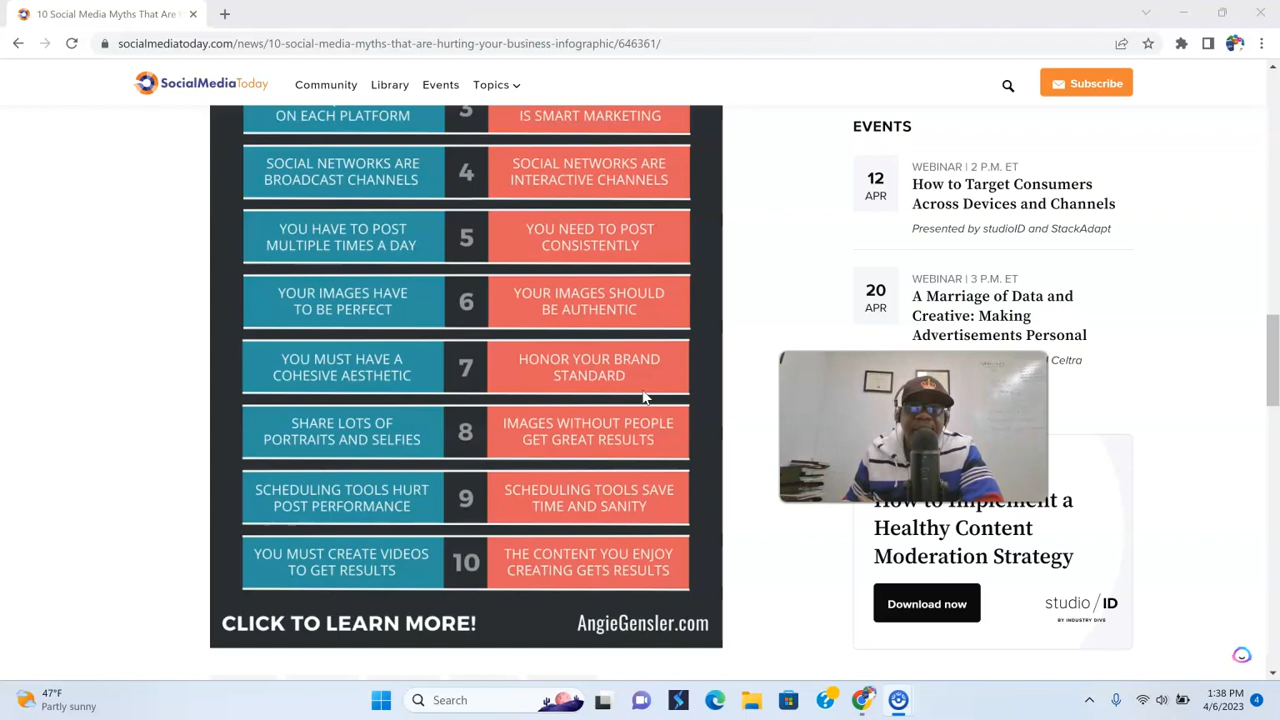 10 Social Media Myths That Are
socialmediatoday.com/news/10-social-media-myths-that-are-hurting-your-business-infographic/646361/
SocialMediaToday
Community
Library
Events
Topics
Subscribe
ON EACH PLATFORM
3
IS SMART MARKETING
SOCIAL NETWORKS ARE
BROADCAST CHANNELS
4
SOCIAL NETWORKS ARE
INTERACTIVE CHANNELS
YOU HAVE TO POST
MULTIPLE TIMES A DAY
5
YOU NEED TO POST
CONSISTENTLY
YOUR IMAGES HAVE
TO BE PERFECT
6
YOUR IMAGES SHOULD
BE AUTHENTIC
YOU MUST HAVE A
COHESIVE AESTHETIC
7
HONOR YOUR BRAND
STANDARD
SHARE LOTS OF
PORTRAITS AND SELFIES
8
IMAGES WITHOUT PEOPLE
GET GREAT RESULTS
SCHEDULING TOOLS HURT
POST PERFORMANCE
9
SCHEDULING TOOLS SAVE
TIME AND SANITY
YOU MUST CREATE VIDEOS
TO GET RESULTS
10
THE CONTENT YOU ENJOY
CREATING GETS RESULTS
CLICK TO LEARN MORE!
AngieGensler.com
EVENTS
12
APR
WEBINAR | 2 P.M. ET
How to Target Consumers
Across Devices and Channels
Presented by studioID and StackAdapt
20
APR
WEBINAR | 3 P.M. ET
A Marriage of Data and
Creative: Making
Advertisements Personal
Celtra
How to Implement a
Healthy Content
Moderation Strategy
Download now
studio/ID
BY INDUSTRY DIVE
47°F
Partly sunny
Search
1:38 PM
4/6/2023
4